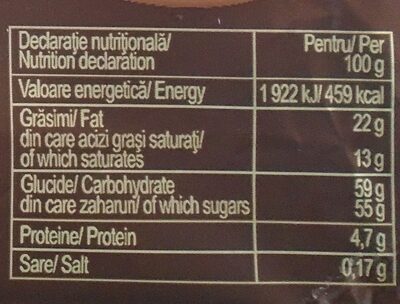 Declarație nutrițională/ Pentru/ Per
Nutrition declaration 100 g
Valoare energetică/ Energy 1 922 kJ/ 459 kcal
Grăsimi/ Fat 22 g
din care acizi grași saturați/
of which saturates 13 g
Glucide/ Carbohydrate 59 g
din care zaharuri/ of which sugars 55 g
Proteine/ Protein 4,7 g
Sare/ Salt 0,17 g